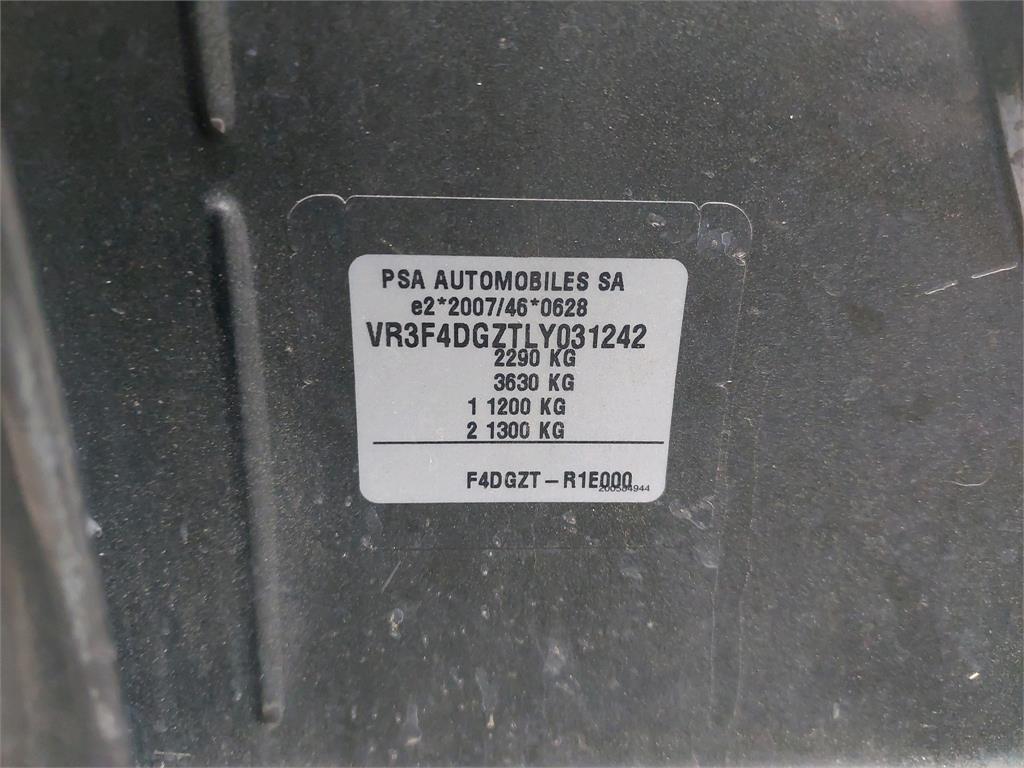 PSA AUTOMOBILES SA
e2*2007/46*0628
VR3F4DGZTLY031242
2290 KG
3630 KG
1 1200 KG
2 1300 KG
F4DGZT – R1E000
200584944